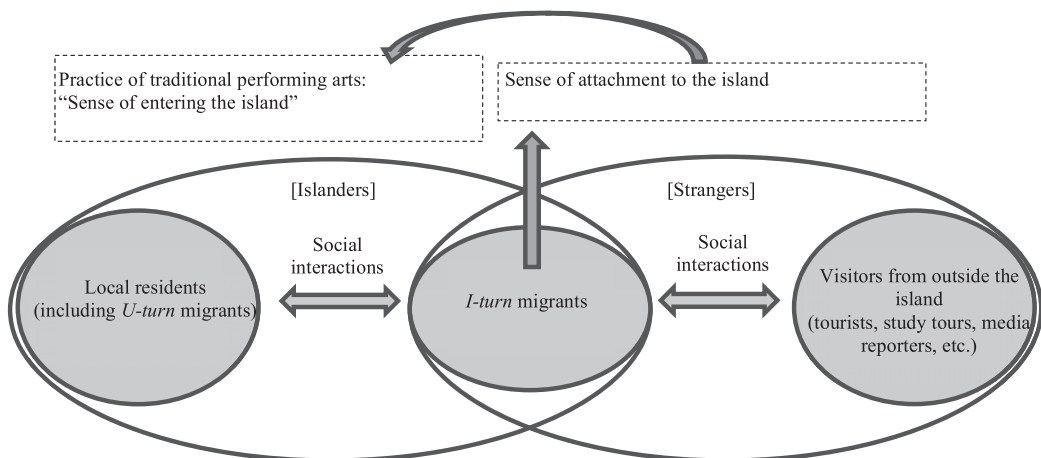 Practice of traditional performing arts:
“Sense of entering the island”
Sense of attachment to the island
[Islanders]
[Strangers]
Social
interactions
Social
interactions
Local residents
(including U-turn migrants)
I-turn migrants
Visitors from outside the
island
(tourists, study tours, media
reporters, etc.)